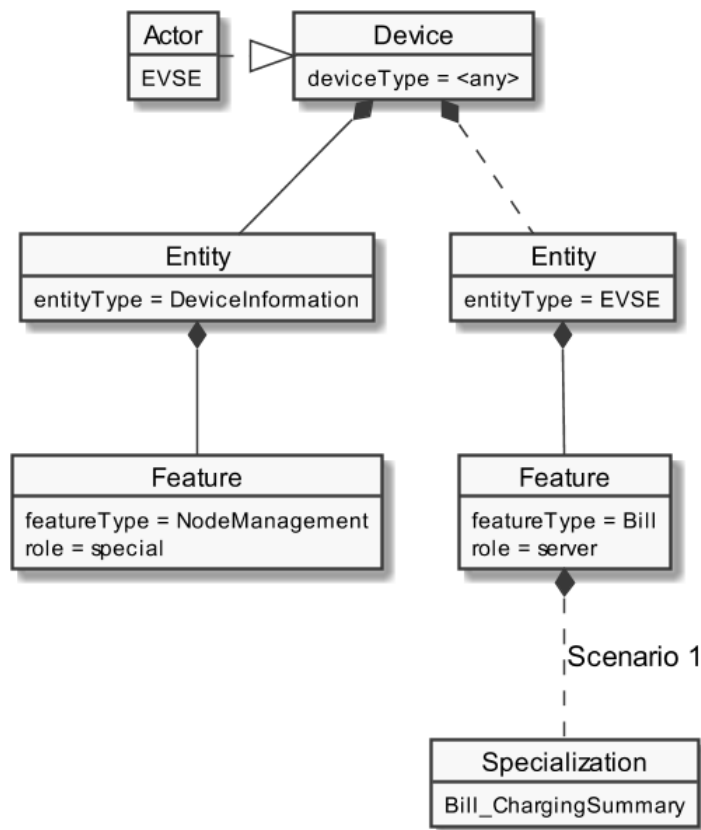 Actor
EVSE
Device
deviceType = <any>
Entity
entityType = DeviceInformation
Entity
entityType = EVSE
Feature
featureType = NodeManagement
role = special
Feature
featureType = Bill
role = server
Scenario 1
Specialization
Bill_ChargingSummary